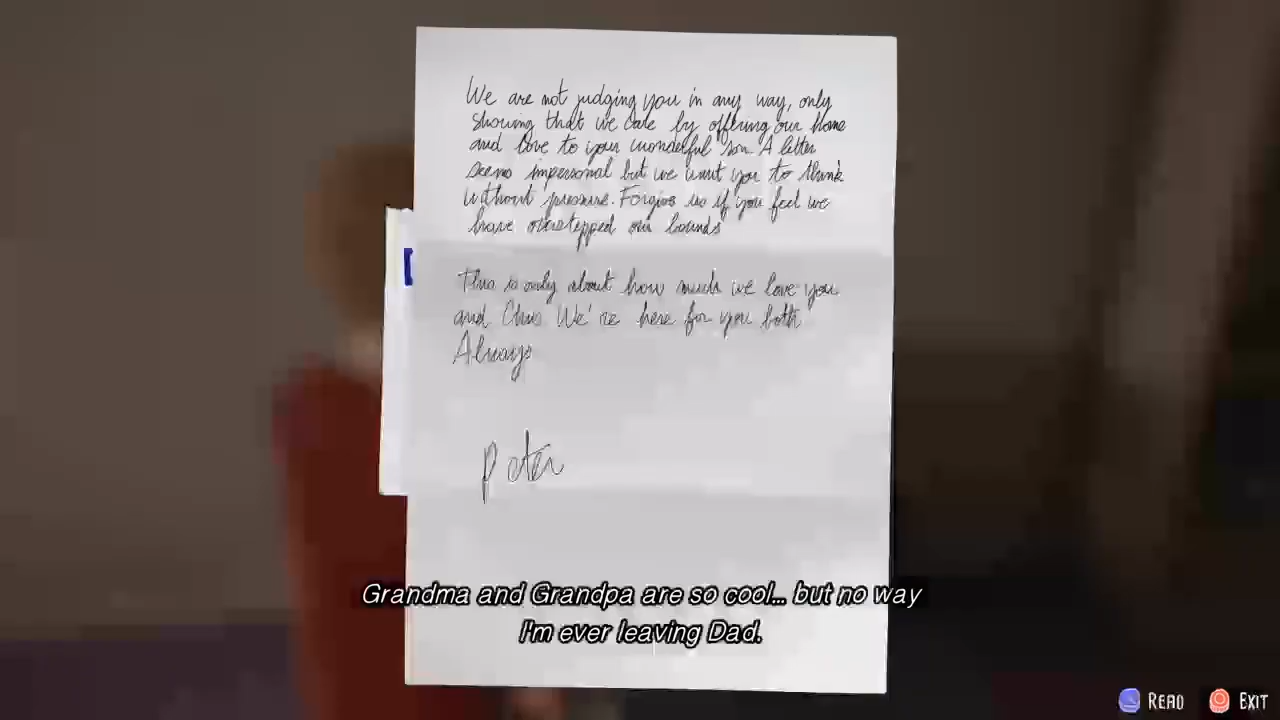 We are not judging you in any way, only
showing that we care by offering our home
and love to your wonderful son. A letter
seems impersonal but we want you to think
without pressure. Forgive us if you feel we
have overstepped our bounds
This is only about how much we love you
and Chris We're here for you both
Always
Peter
Grandma and Grandpa are so cool... but no way
I'm ever leaving Dad.
READ
EXIT